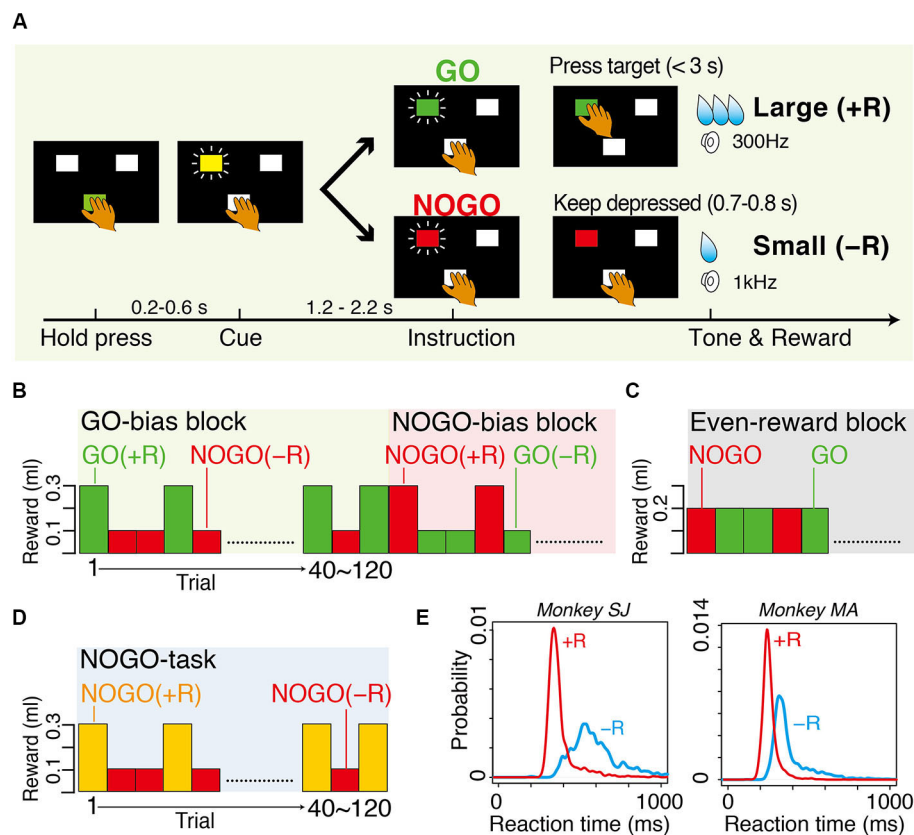 A
GO
Press target (< 3 s)
Large (+R)
300Hz
NOGO
Keep depressed (0.7-0.8 s)
Small (−R)
1kHz
0.2-0.6 s
1.2 - 2.2 s
Hold press
Cue
Instruction
Tone & Reward
B
GO-bias block
NOGO-bias block
GO(+R)
NOGO(−R)
NOGO(+R)
GO(−R)
Reward (ml)
0.3
0.1
1
Trial
40~120
C
Even-reward block
NOGO
GO
Reward (ml)
0.2
D
NOGO-task
NOGO(+R)
NOGO(−R)
Reward (ml)
0.3
0.1
1
Trial
40~120
E
Monkey SJ
Probability
0.01
0
+R
−R
0
1000
Reaction time (ms)
Monkey MA
0.014
0
+R
−R
0
1000
Reaction time (ms)